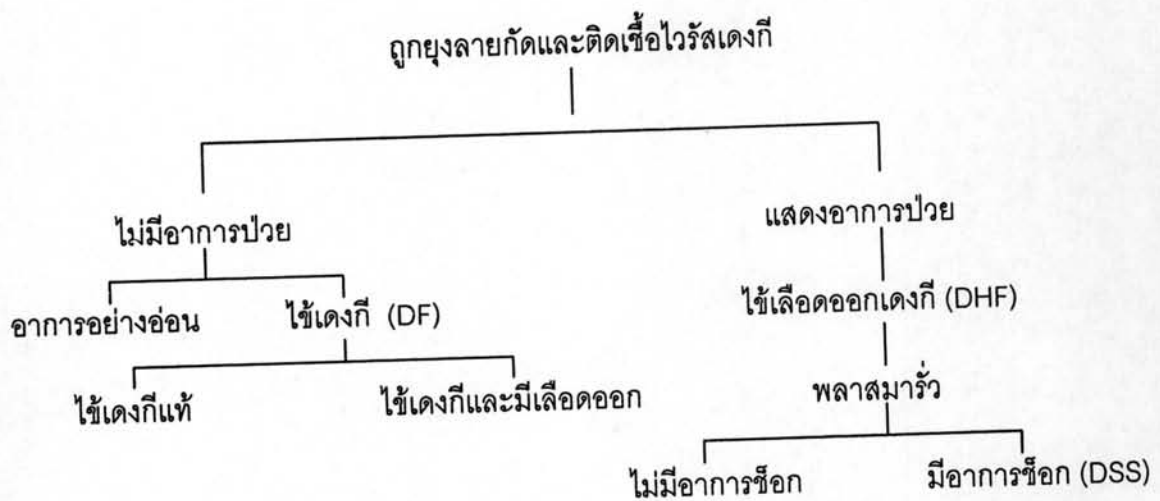 ถูกยุงลายกัดและติดเชื้อไวรัสเดงกี
ไม่มีอาการป่วย
แสดงอาการป่วย
อาการอย่างอ่อน
ไข้เดงกี (DF)
ไข้เลือดออกเดงกี (DHF)
ไข้เดงกีแท้
ไข้เดงกีและมีเลือดออก
พลาสมารั่ว
ไม่มีอาการช็อก
มีอาการช็อก (DSS)